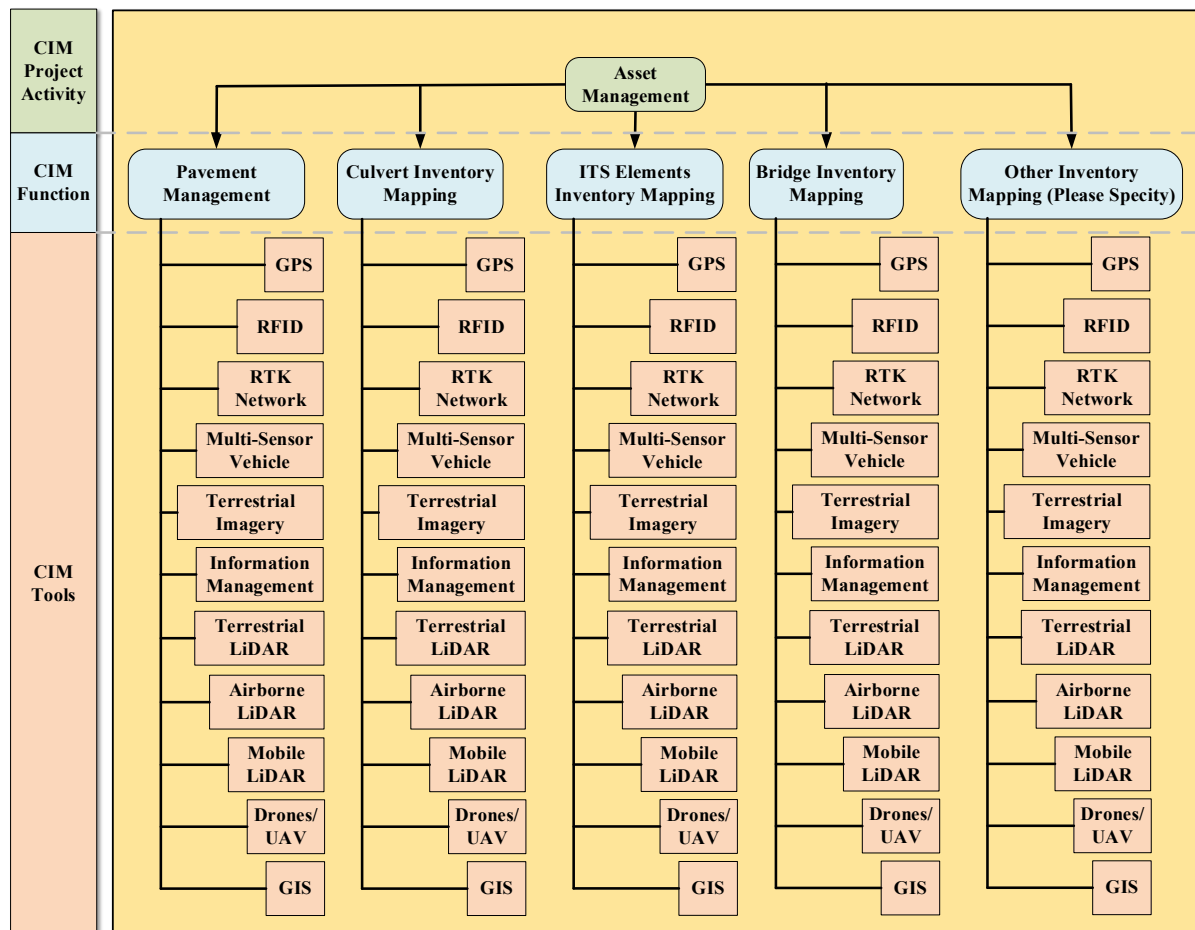 CIM
Project
Activity
Asset
Management
CIM
Function
Pavement
Management
Culvert Inventory
Mapping
ITS Elements
Inventory Mapping
Bridge Inventory
Mapping
Other Inventory
Mapping (Please Specity)
CIM
Tools
GPS
RFID
RTK
Network
Multi-Sensor
Vehicle
Terrestrial
Imagery
Information
Management
Terrestrial
LiDAR
Airborne
LiDAR
Mobile
LiDAR
Drones/
UAV
GIS
GPS
RFID
RTK
Network
Multi-Sensor
Vehicle
Terrestrial
Imagery
Information
Management
Terrestrial
LiDAR
Airborne
LiDAR
Mobile
LiDAR
Drones/
UAV
GIS
GPS
RFID
RTK
Network
Multi-Sensor
Vehicle
Terrestrial
Imagery
Information
Management
Terrestrial
LiDAR
Airborne
LiDAR
Mobile
LiDAR
Drones/
UAV
GIS
GPS
RFID
RTK
Network
Multi-Sensor
Vehicle
Terrestrial
Imagery
Information
Management
Terrestrial
LiDAR
Airborne
LiDAR
Mobile
LiDAR
Drones/
UAV
GIS
GPS
RFID
RTK
Network
Multi-Sensor
Vehicle
Terrestrial
Imagery
Information
Management
Terrestrial
LiDAR
Airborne
LiDAR
Mobile
LiDAR
Drones/
UAV
GIS